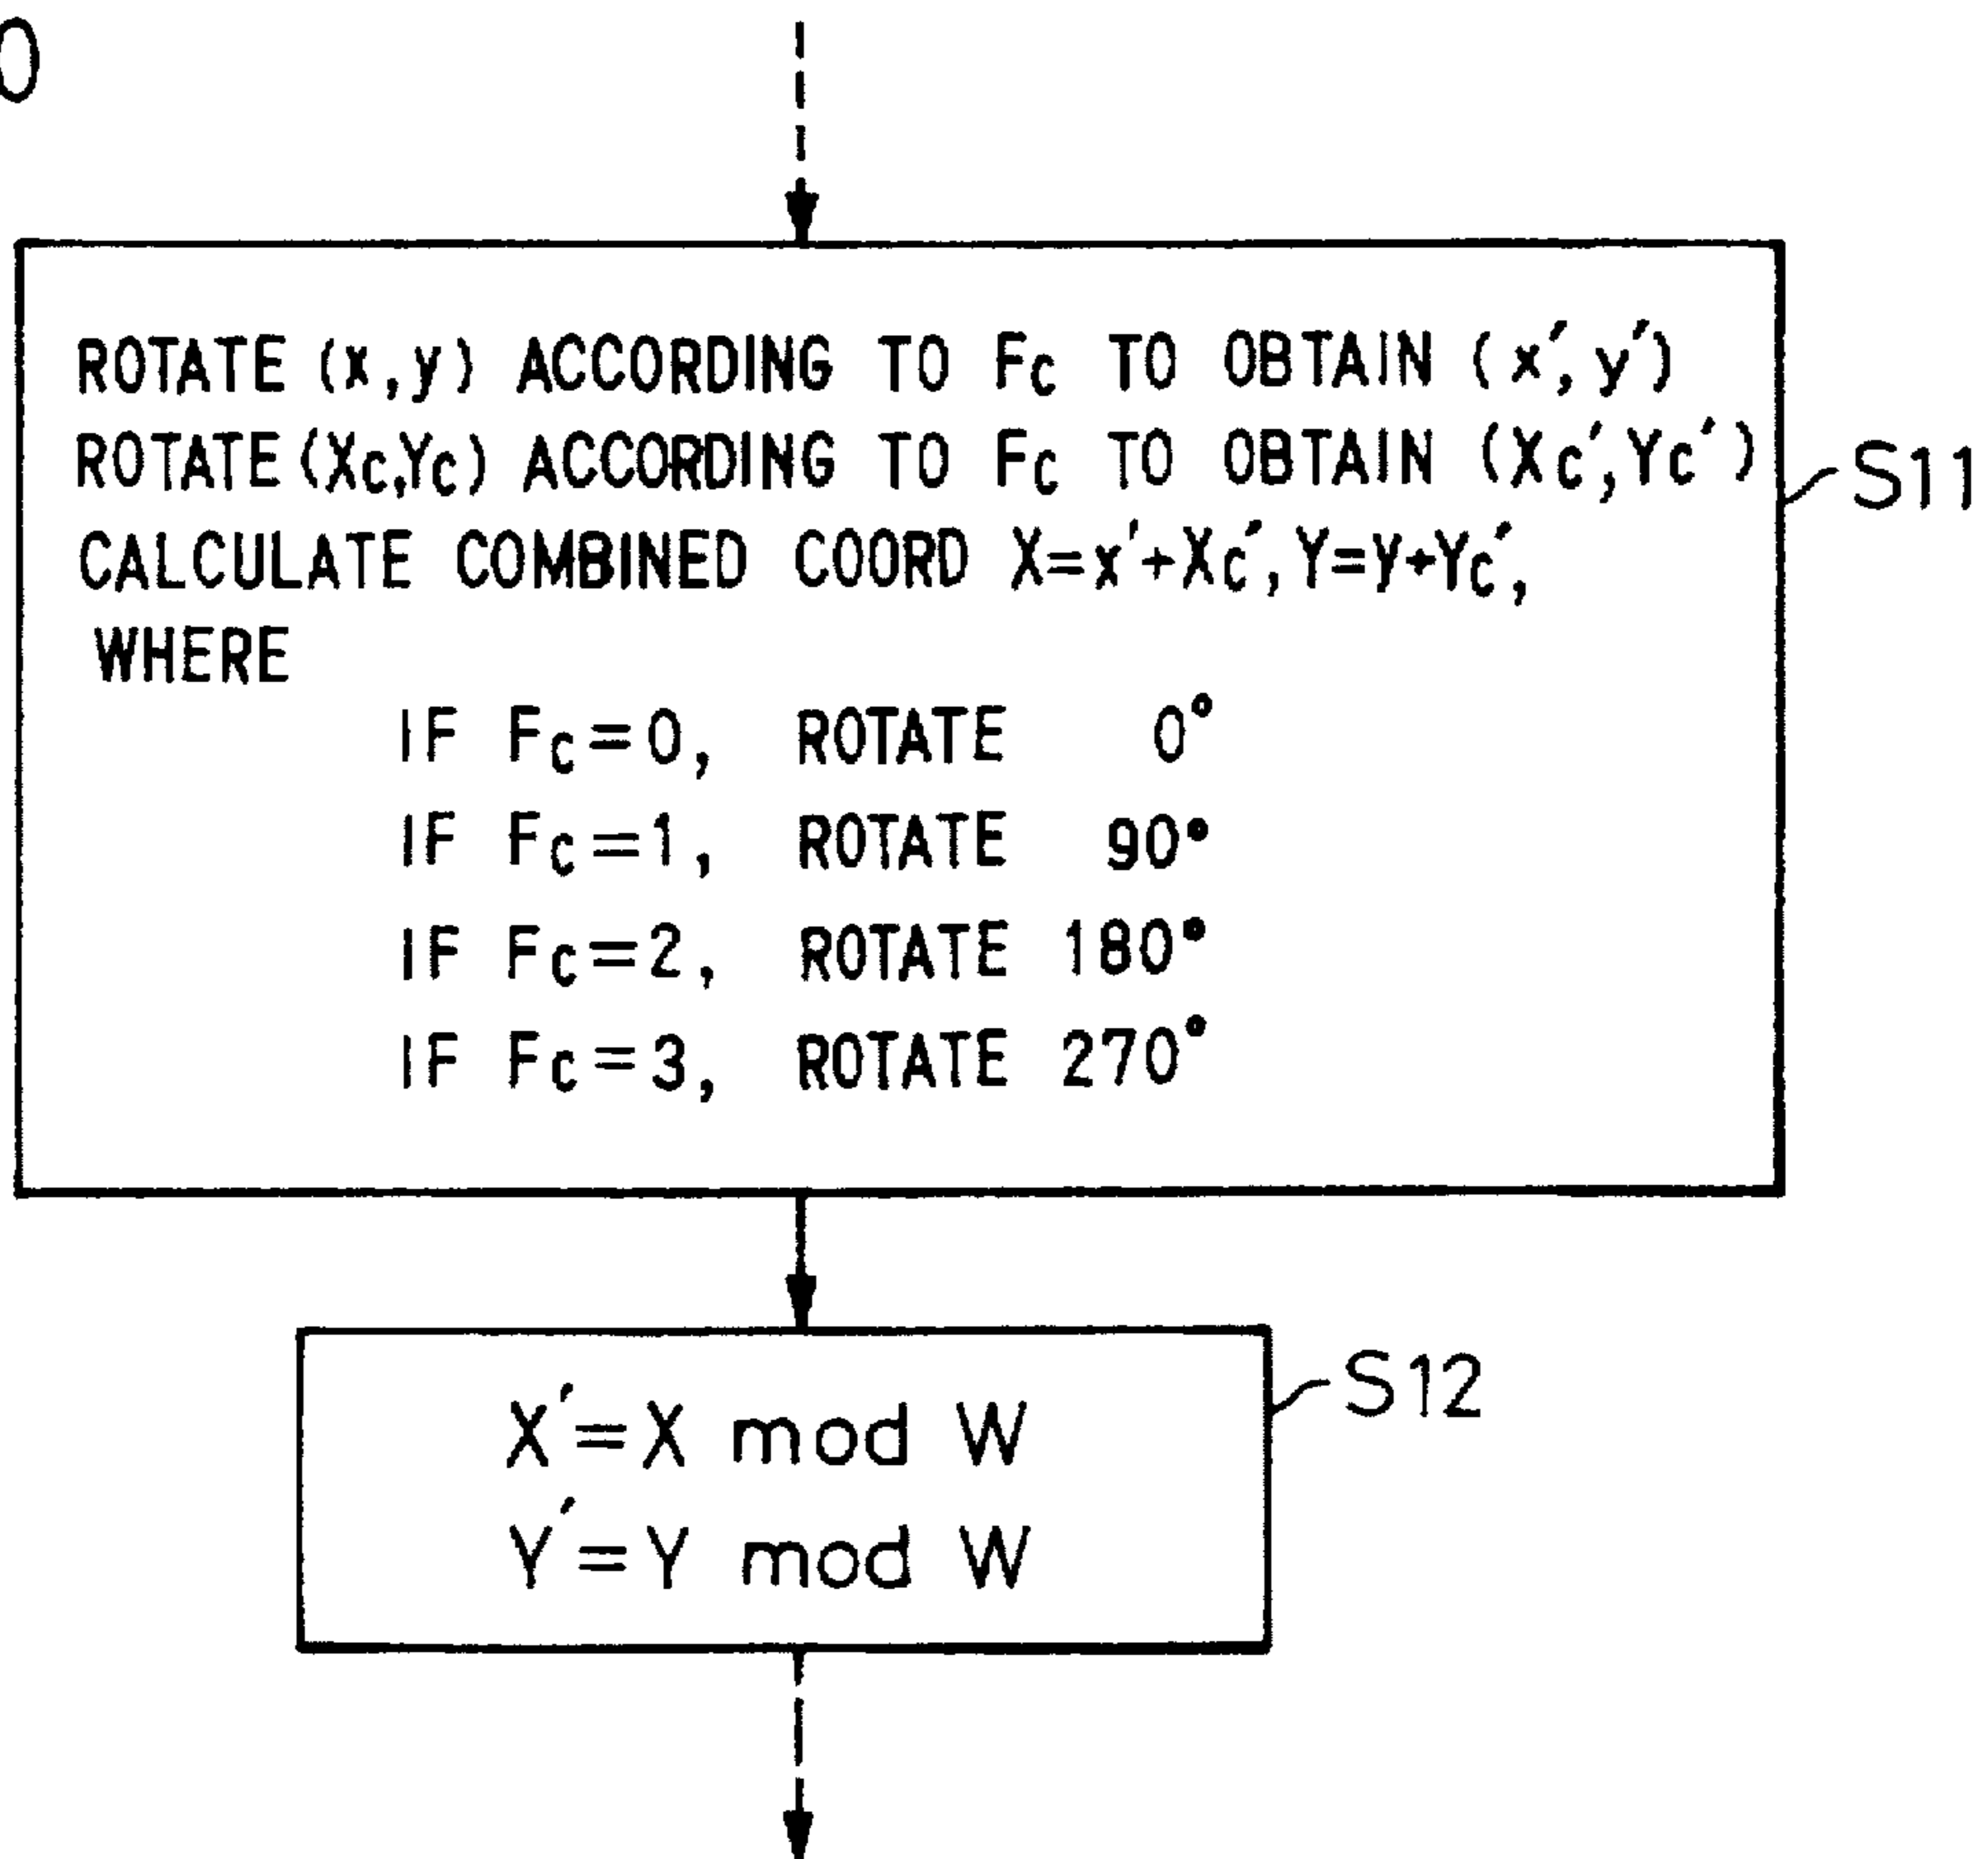 0
ROTATE (x,y) ACCORDING TO Fc TO OBTAIN (x′,y′)
ROTATE (Xc,Yc) ACCORDING TO Fc TO OBTAIN (Xc′,Yc′)
S11
CALCULATE COMBINED COORD X=x′+Xc′,Y=y+Yc′,
WHERE
IF Fc=0, ROTATE 0°
IF Fc=1, ROTATE 90°
IF Fc=2, ROTATE 180°
IF Fc=3, ROTATE 270°
S12
X′=X mod W
Y′=Y mod W